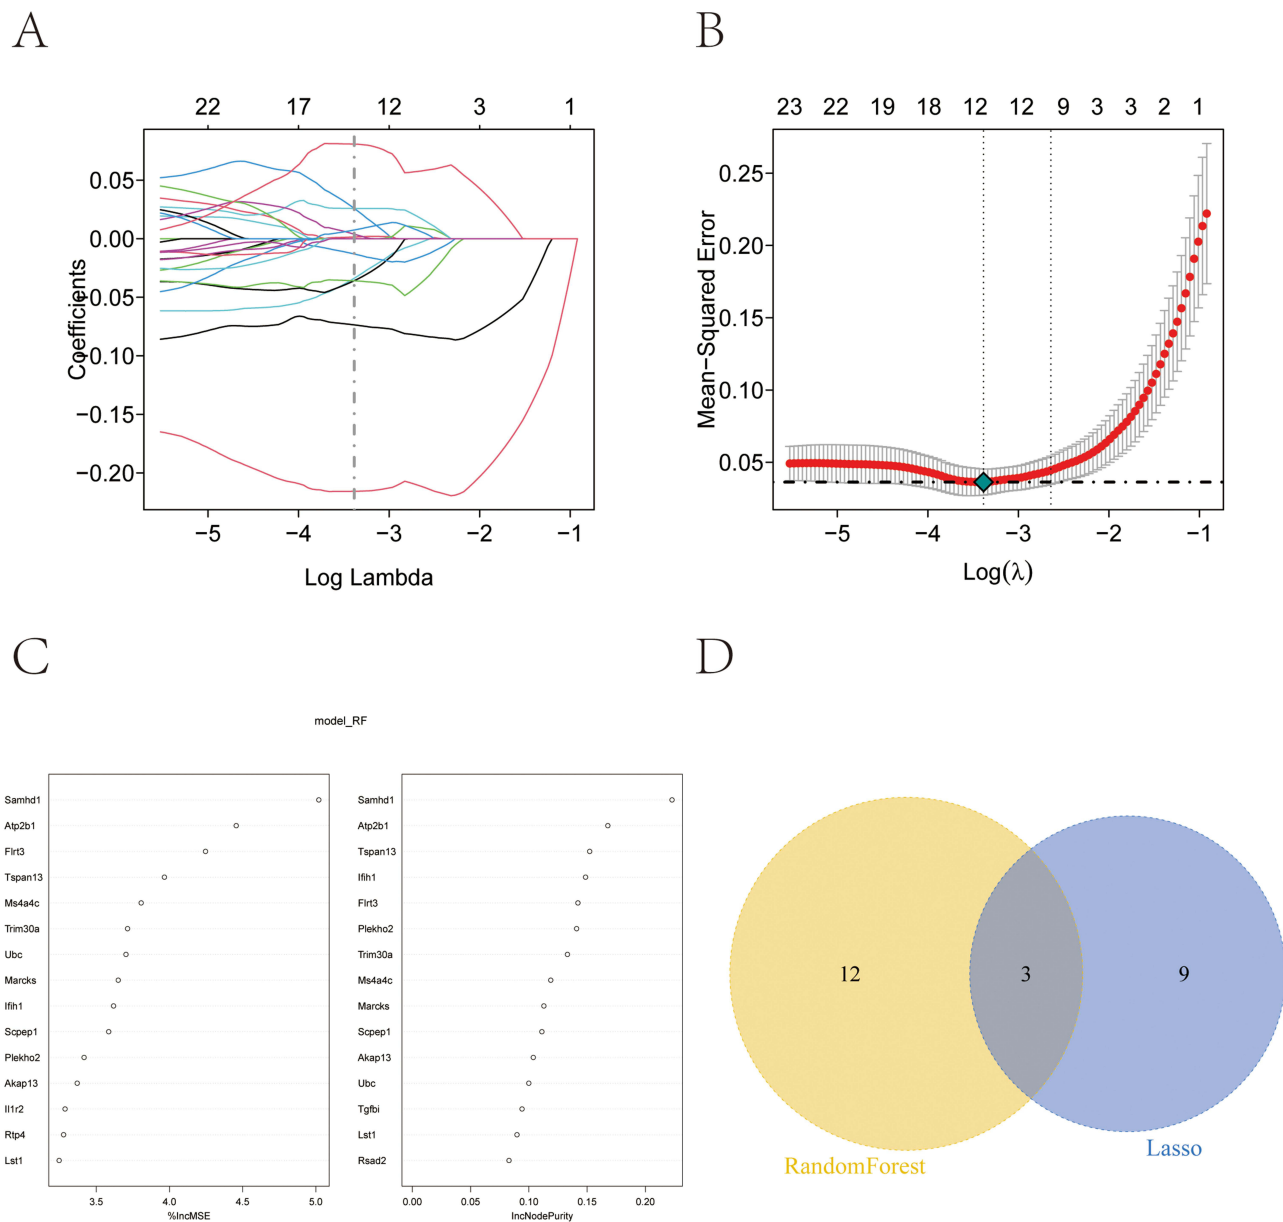 A
22 17 12 3 1
0.05
0.00
−0.05
−0.10
−0.15
−0.20
Coefficients
−5 −4 −3 −2 −1
Log Lambda
B
23 22 19 18 12 12 9 3 3 2 1
0.25
0.20
0.15
0.10
0.05
Mean−Squared Error
−5 −4 −3 −2 −1
Log(λ)
C
model_RF
Samhd1
Atp2b1
Flrt3
Tspan13
Ms4a4c
Trim30a
Ubc
Marcks
Ifih1
Scpep1
Plekho2
Akap13
Il1r2
Rtp4
Lst1
3.5 4.0 4.5 5.0
%IncMSE
Samhd1
Atp2b1
Tspan13
Ifih1
Flrt3
Plekho2
Trim30a
Ms4a4c
Marcks
Scpep1
Akap13
Ubc
Tgfbi
Lst1
Rsad2
0.00 0.05 0.10 0.15 0.20
IncNodePurity
D
12 3 9
RandomForest
Lasso